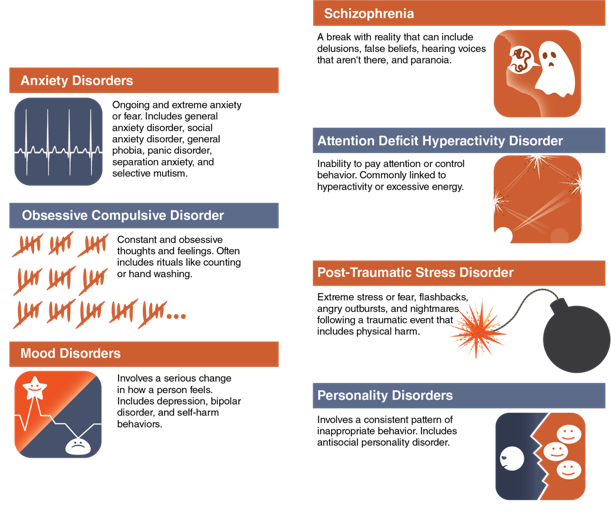 Anxiety Disorders
Ongoing and extreme anxiety
or fear. Includes general
anxiety disorder, social
anxiety disorder, general
phobia, panic disorder,
separation anxiety, and
selective mutism.
Obsessive Compulsive Disorder
Constant and obsessive
thoughts and feelings. Often
includes rituals like counting
or hand washing.
Mood Disorders
Involves a serious change
in how a person feels.
Includes depression, bipolar
disorder, and self-harm
behaviors.
Schizophrenia
A break with reality that can include
delusions, false beliefs, hearing voices
that aren't there, and paranoia.
Attention Deficit Hyperactivity Disorder
Inability to pay attention or control
behavior. Commonly linked to
hyperactivity or excessive energy.
Post-Traumatic Stress Disorder
Extreme stress or fear, flashbacks,
angry outbursts, and nightmares
following a traumatic event that
includes physical harm.
Personality Disorders
Involves a consistent pattern of
inappropriate behavior. Includes
antisocial personality disorder.